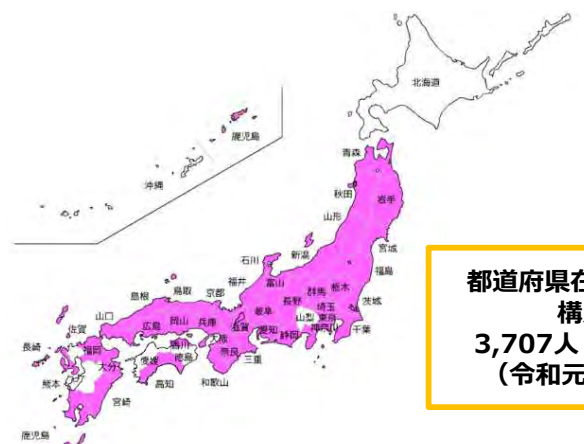 北海道
鹿児島
沖縄
青森
秋田
岩手
山形
宮城
新潟
石川
福島
富山
福井
群馬
栃木
長野
茨城
埼玉
鳥取
京都
島根
岐阜
山梨
東京
山口
滋賀
神奈川
千葉
広島
岡山
兵庫
愛知
静岡
佐賀
大阪
福岡
香川
奈良
三重
長崎
大分
愛媛
徳島
熊本
高知
和歌山
宮崎
鹿児島
都道府県在
構
3,707人
（令和元